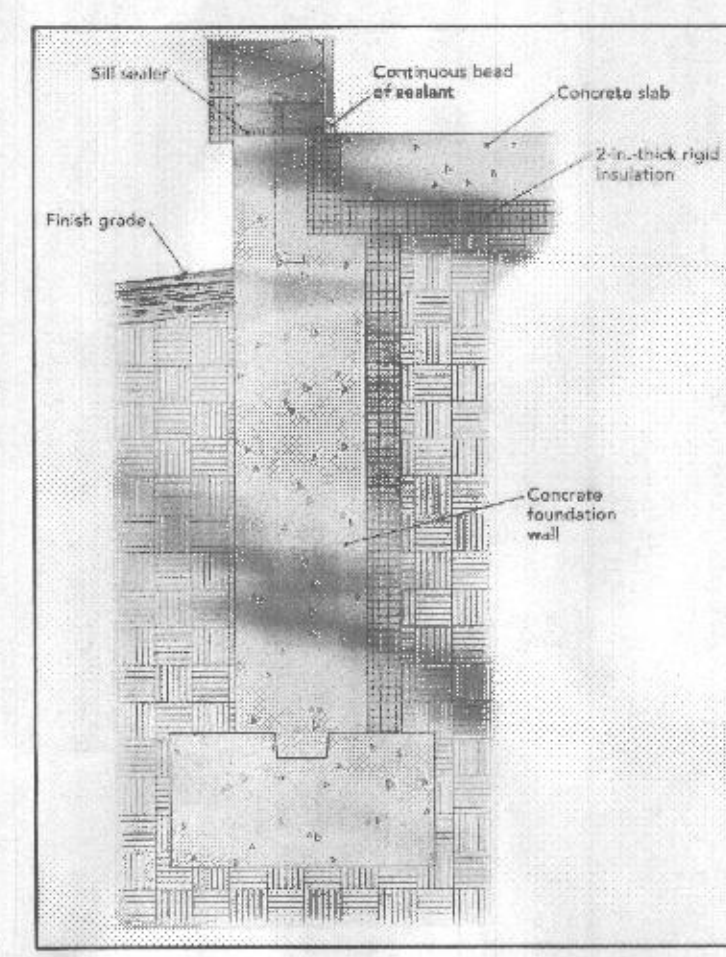 Sill sealer
Continuous bead
of sealant
Concrete slab
2-in.-thick rigid
insulation
Finish grade
Concrete
foundation
wall